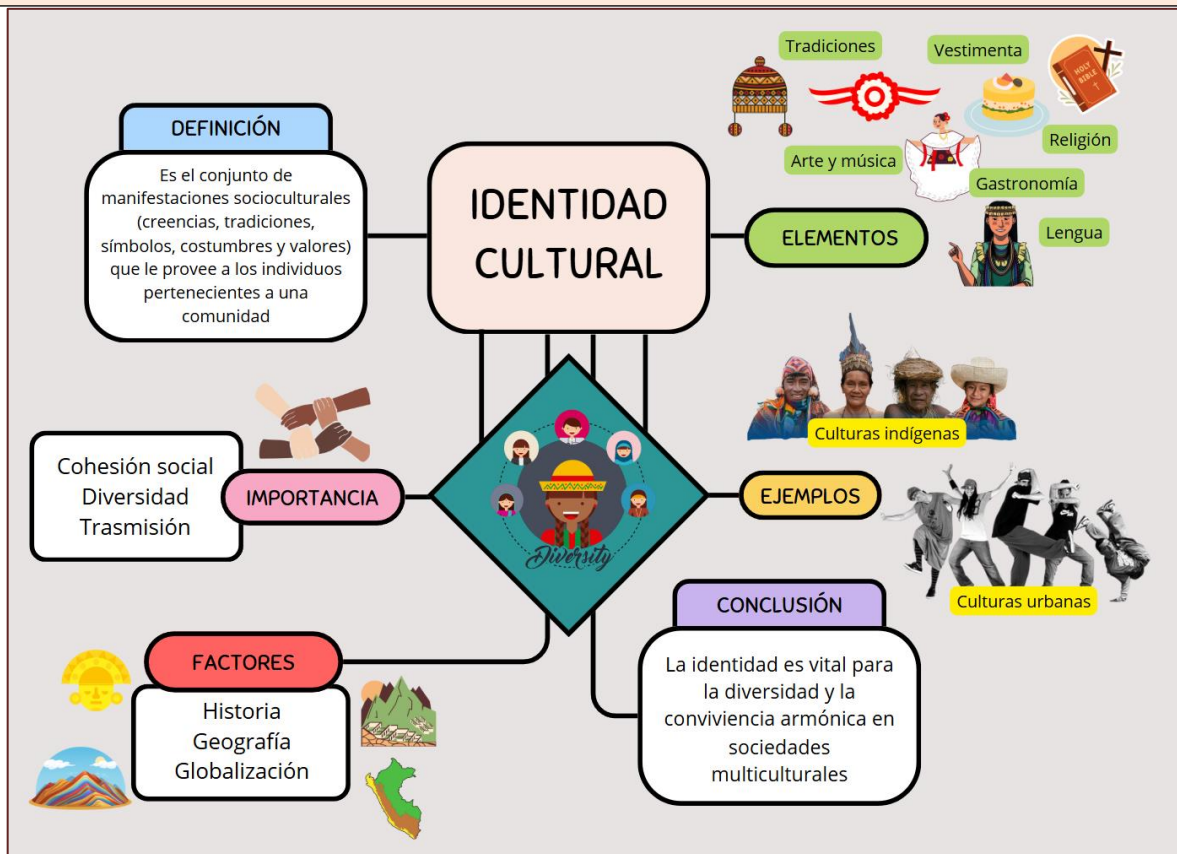 IDENTIDAD
CULTURAL
DEFINICIÓN
Es el conjunto de
manifestaciones socioculturales
(creencias, tradiciones,
símbolos, costumbres y valores)
que le provee a los individuos
pertenecientes a una
comunidad
ELEMENTOS
Tradiciones
Vestimenta
HOLY
BIBLE
Religión
Arte y música
Gastronomía
Lengua
IMPORTANCIA
Cohesión social
Diversidad
Trasmisión
Diversity
EJEMPLOS
Culturas indígenas
Culturas urbanas
FACTORES
Historia
Geografía
Globalización
CONCLUSIÓN
La identidad es vital para
la diversidad y la
conviviencia armónica en
sociedades
multiculturales